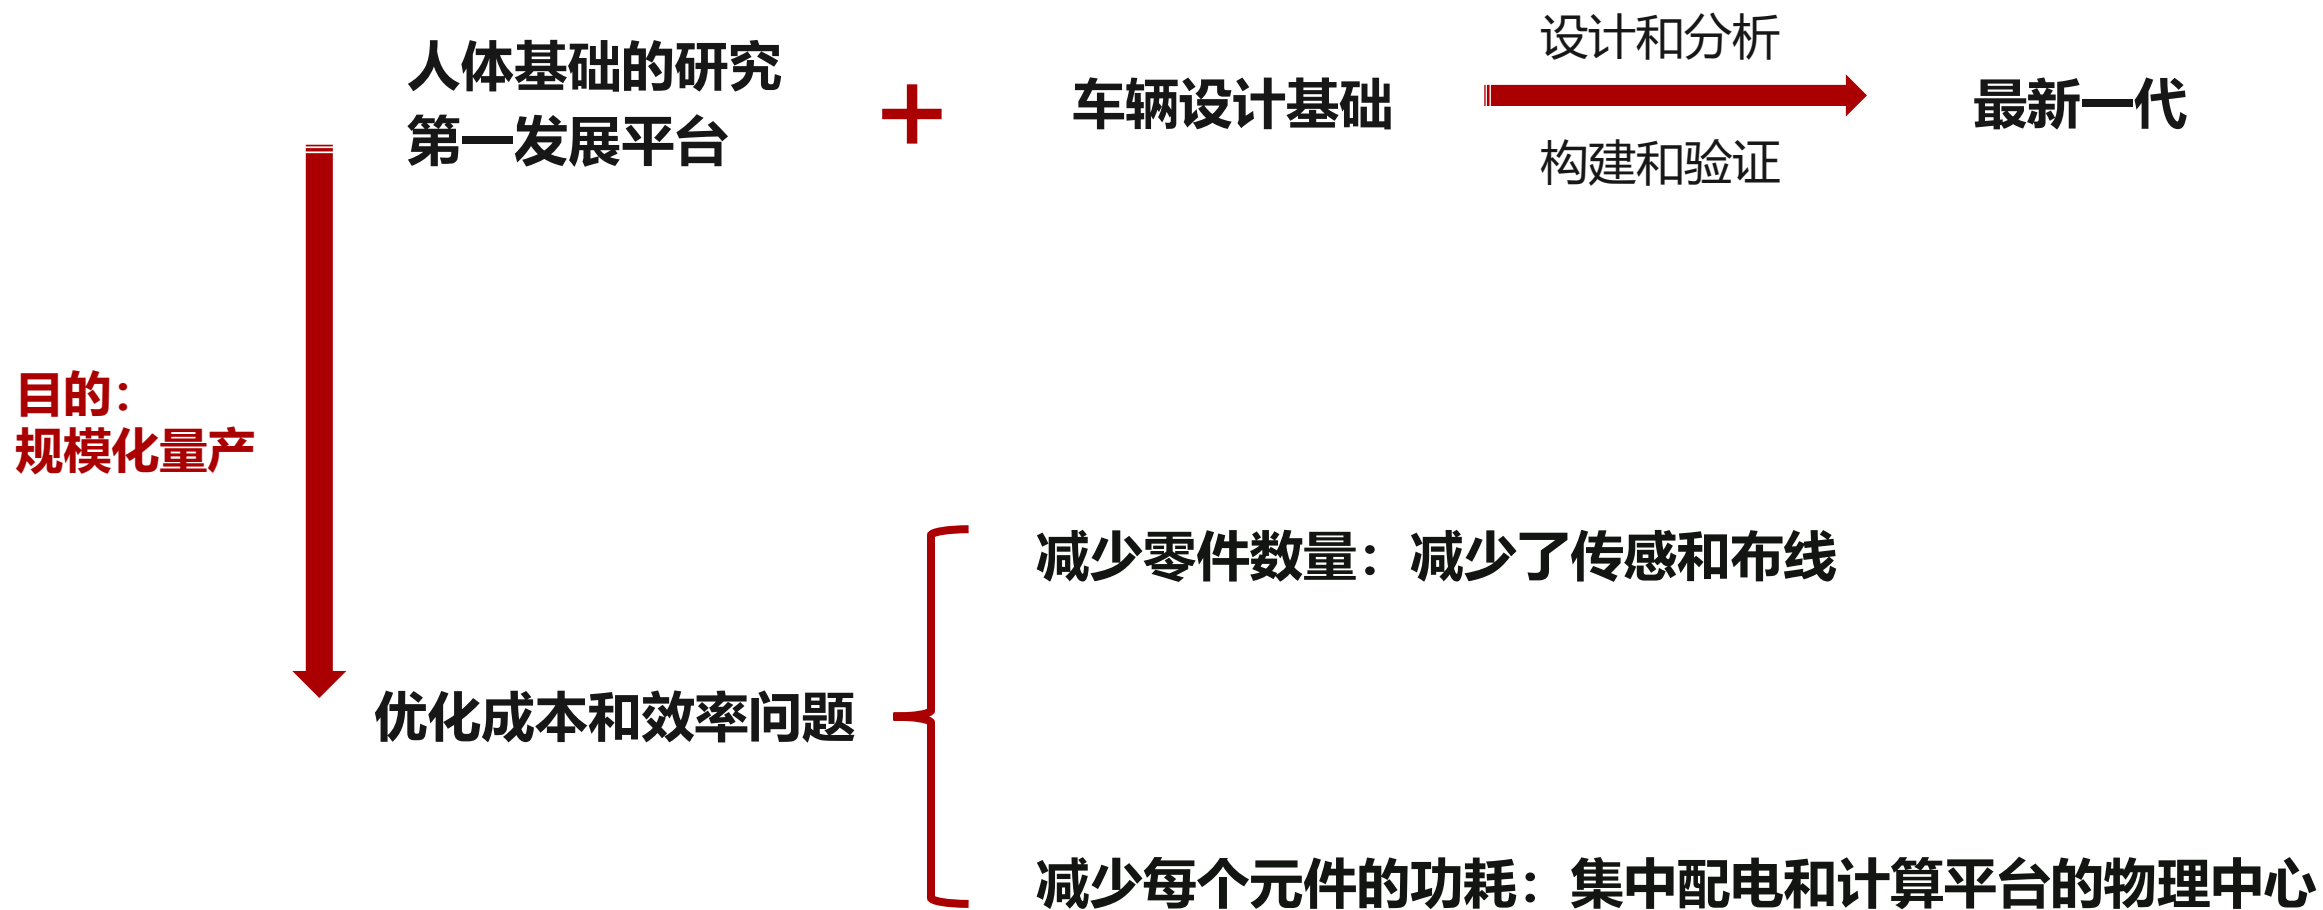 人体基础的研究
第一发展平台
+
车辆设计基础
设计和分析
构建和验证
最新一代
目的：
规模化量产
优化成本和效率问题
减少零件数量：减少了传感和布线
减少每个元件的功耗：集中配电和计算平台的物理中心